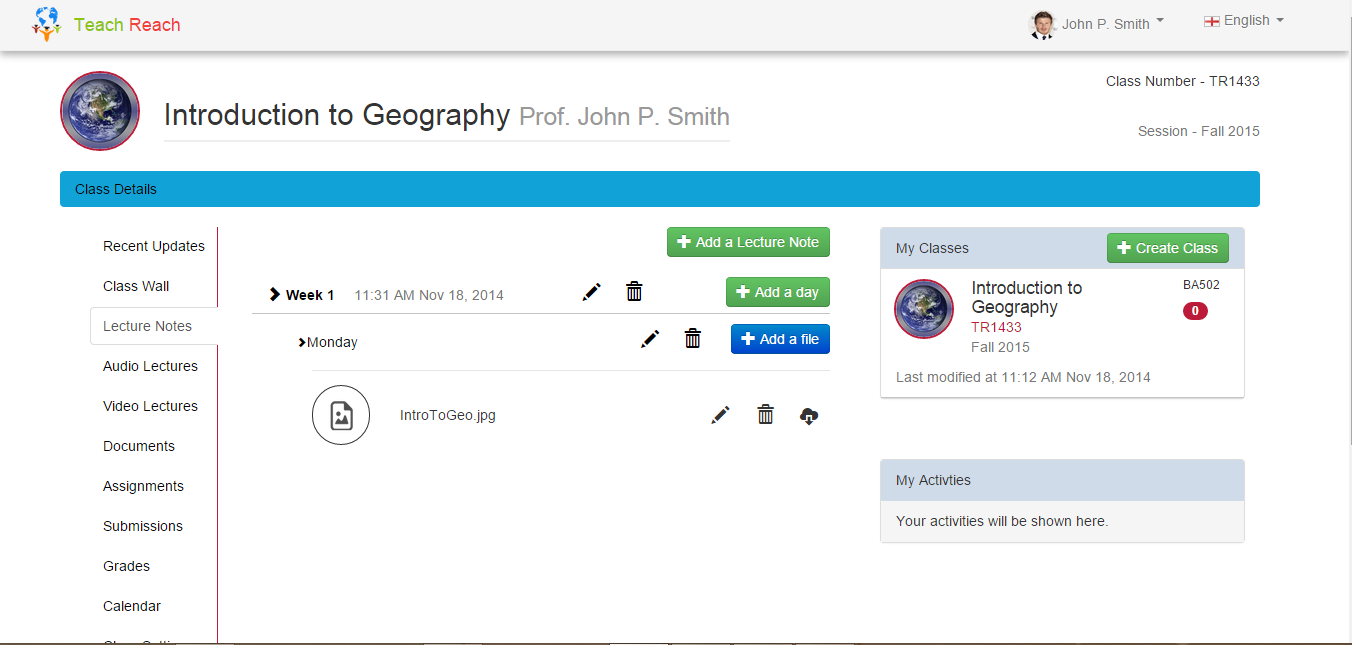 Teach Reach
John P. Smith
English
Introduction to Geography Prof. John P. Smith
Class Number - TR1433
Session - Fall 2015
Class Details
Recent Updates
Class Wall
Lecture Notes
Audio Lectures
Video Lectures
Documents
Assignments
Submissions
Grades
Calendar
Add a Lecture Note
Week 1 11:31 AM Nov 18, 2014
Add a day
Monday
Add a file
IntroToGeo.jpg
My Classes
Create Class
Introduction to
Geography
BA502
0
TR1433
Fall 2015
Last modified at 11:12 AM Nov 18, 2014
My Activties
Your activities will be shown here.